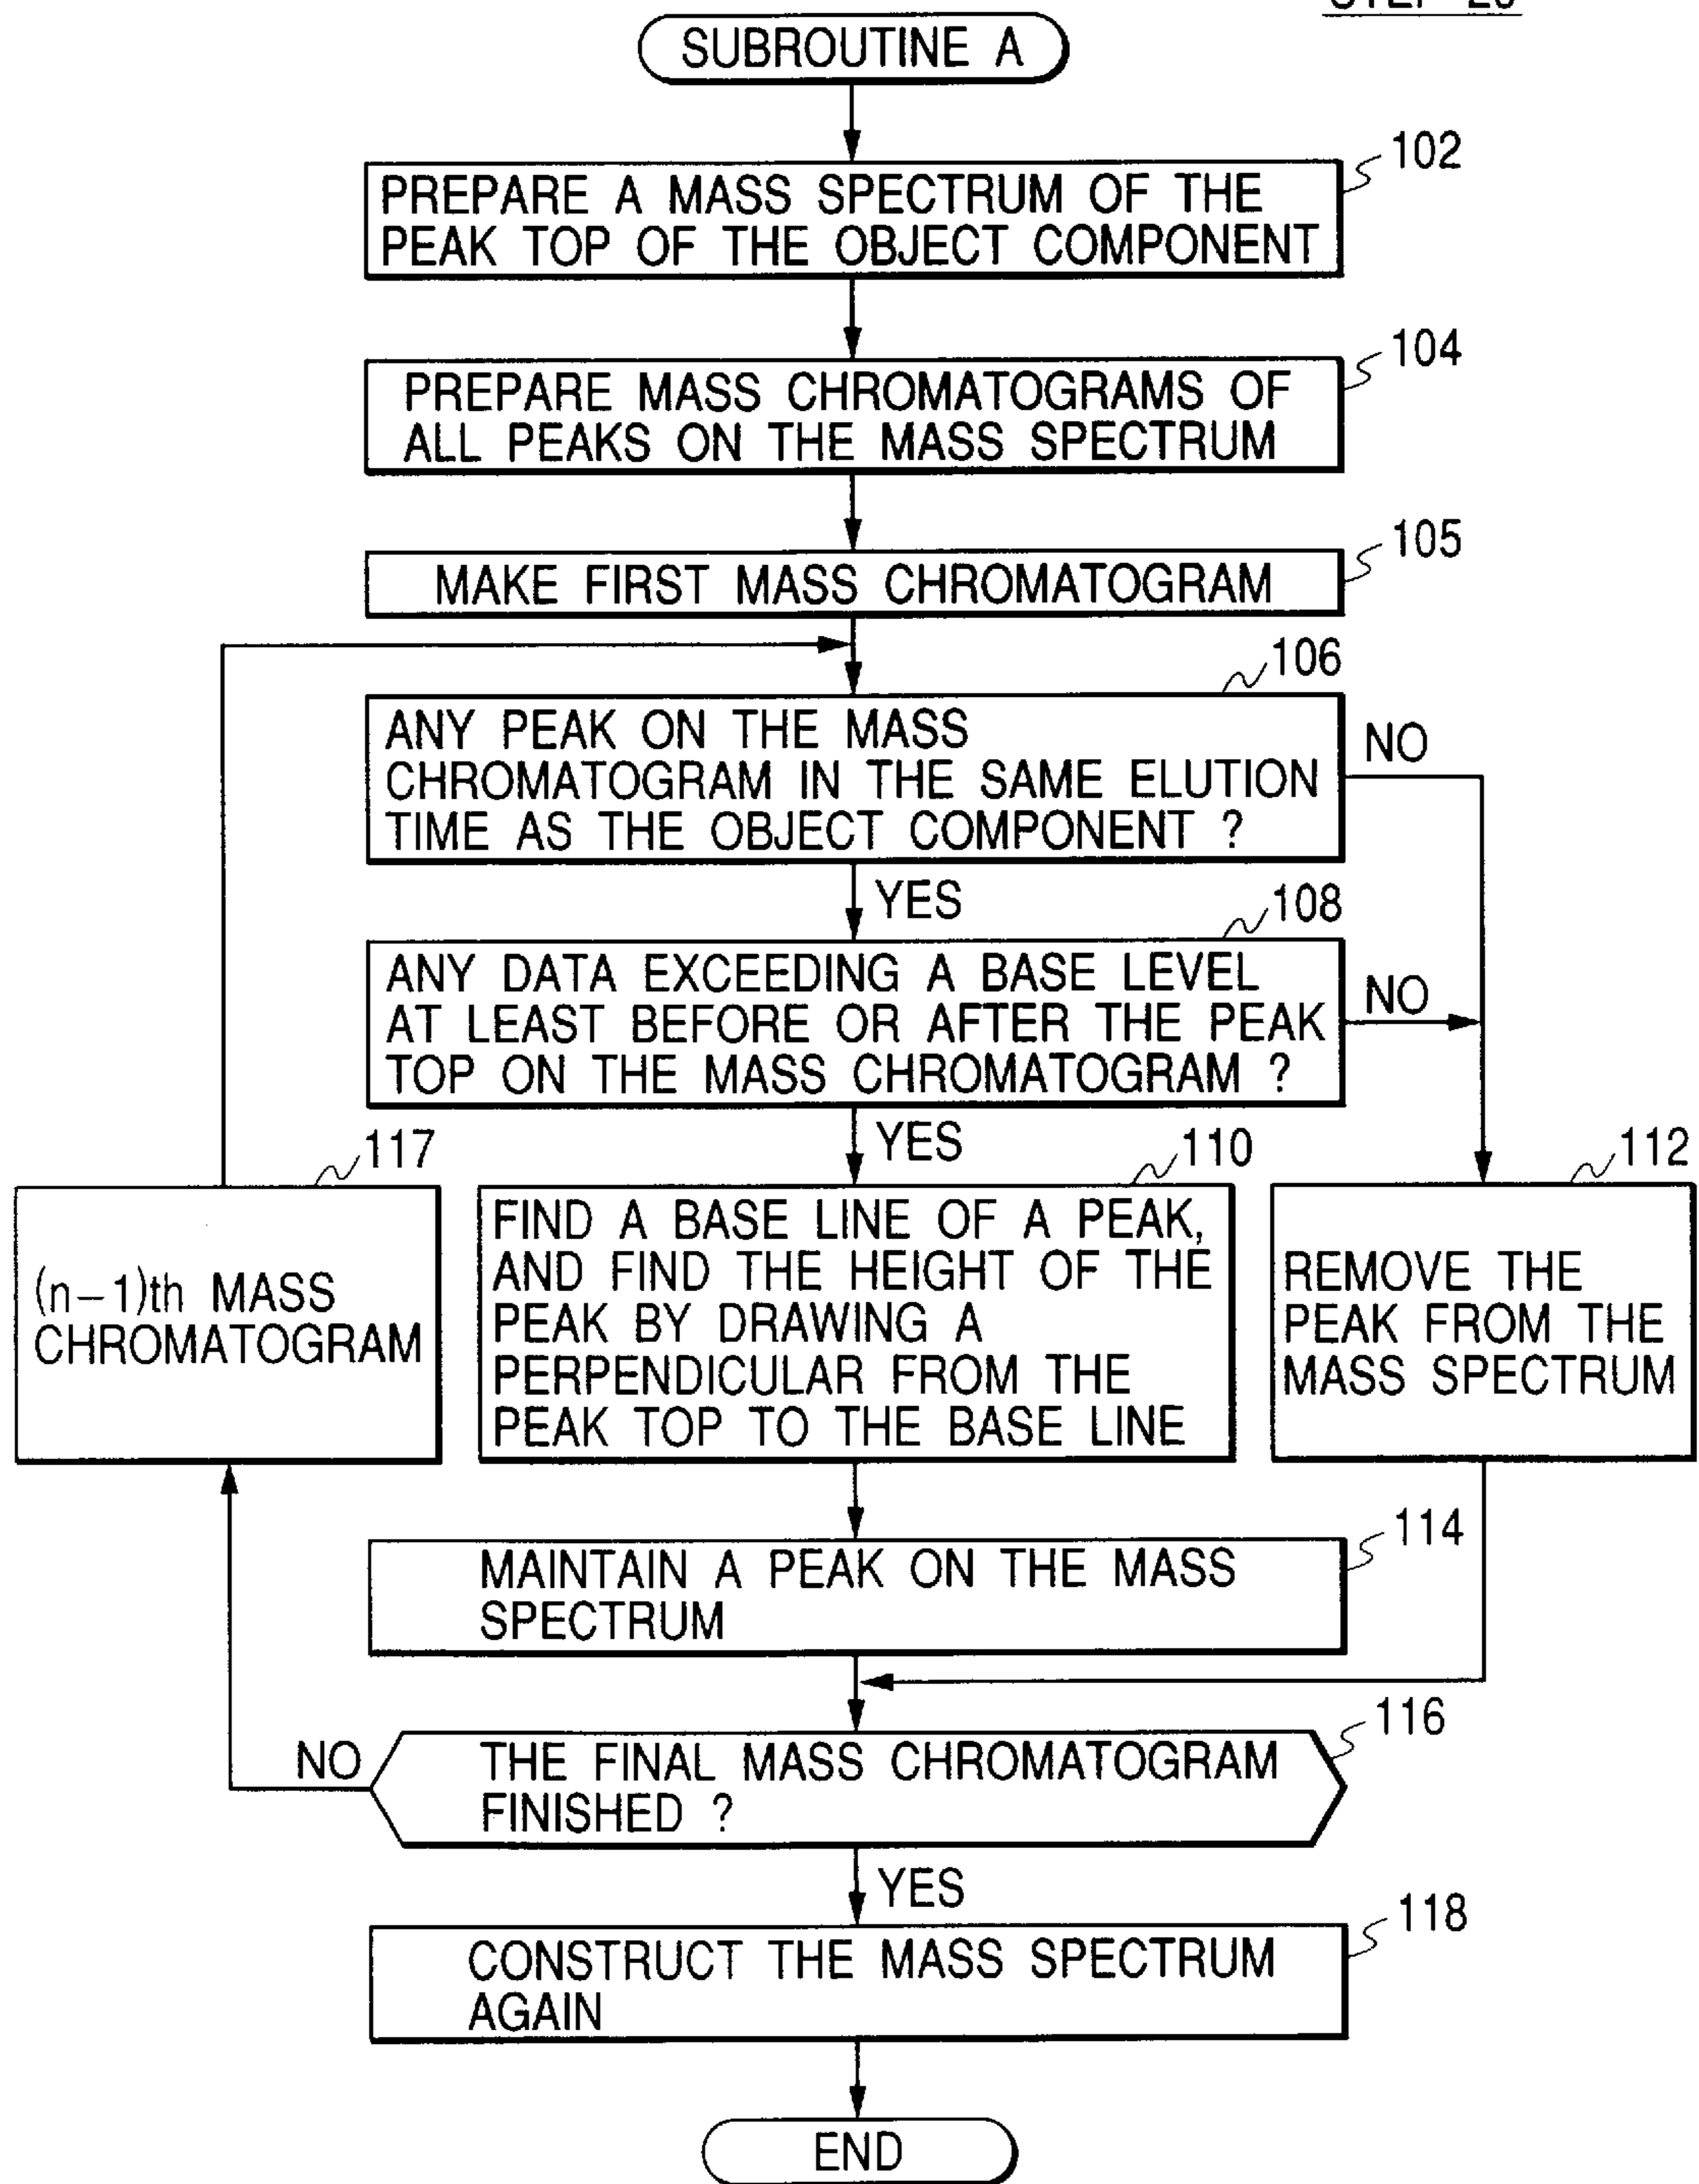 SUBROUTINE A
102
PREPARE A MASS SPECTRUM OF THE
PEAK TOP OF THE OBJECT COMPONENT
104
PREPARE MASS CHROMATOGRAMS OF
ALL PEAKS ON THE MASS SPECTRUM
105
MAKE FIRST MASS CHROMATOGRAM
106
ANY PEAK ON THE MASS
CHROMATOGRAM IN THE SAME ELUTION
TIME AS THE OBJECT COMPONENT ?
NO
YES
108
ANY DATA EXCEEDING A BASE LEVEL
AT LEAST BEFORE OR AFTER THE PEAK
TOP ON THE MASS CHROMATOGRAM ?
NO
YES
117
(n−1)th MASS
CHROMATOGRAM
110
FIND A BASE LINE OF A PEAK,
AND FIND THE HEIGHT OF THE
PEAK BY DRAWING A
PERPENDICULAR FROM THE
PEAK TOP TO THE BASE LINE
112
REMOVE THE
PEAK FROM THE
MASS SPECTRUM
114
MAINTAIN A PEAK ON THE MASS
SPECTRUM
116
NO
THE FINAL MASS CHROMATOGRAM
FINISHED ?
YES
118
CONSTRUCT THE MASS SPECTRUM
AGAIN
END